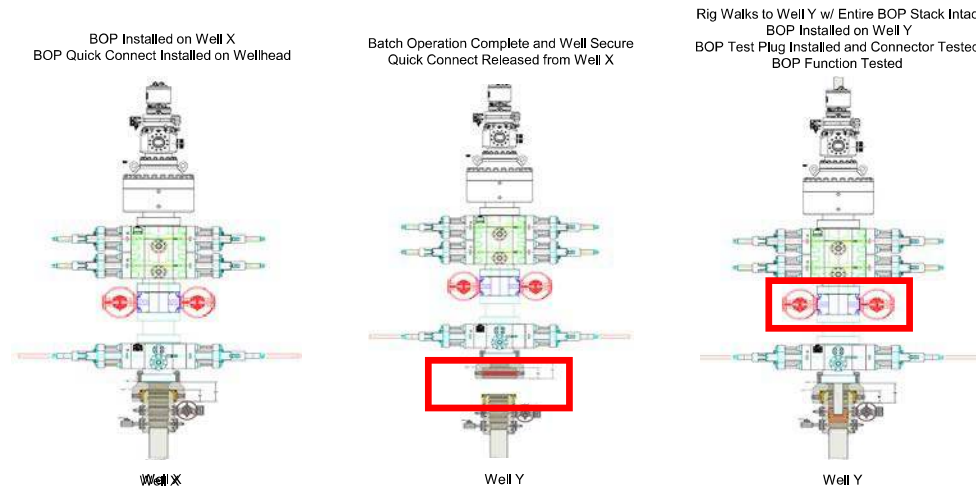 BOP Installed on Well X
BOP Quick Connect Installed on Wellhead
Batch Operation Complete and Well Secure
Quick Connect Released from Well X
Rig Walks to Well Y w/ Entire BOP Stack Intac
BOP Installed on Well Y
BOP Test Plug Installed and Connector Tested
BOP Function Tested
Well X
Well Y
Well Y